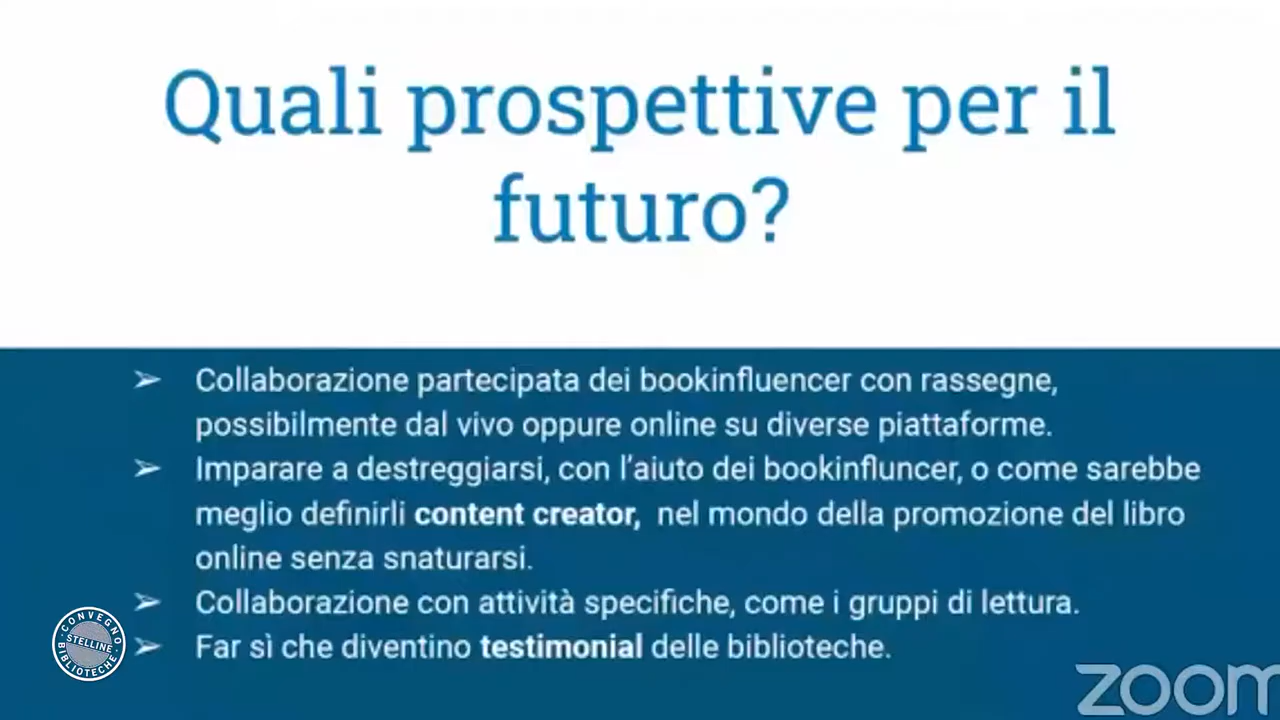 Quali prospettive per il
futuro?
➢ Collaborazione partecipata dei bookinfluencer con rassegne,
possibilmente dal vivo oppure online su diverse piattaforme.
➢ Imparare a destreggiarsi, con l’aiuto dei bookinfluncer, o come sarebbe
meglio definirli content creator, nel mondo della promozione del libro
online senza snaturarsi.
➢ Collaborazione con attività specifiche, come i gruppi di lettura.
➢ Far sì che diventino testimonial delle biblioteche.
CONVEGNO
STELLINE
BIBLIOTECHE
zoom